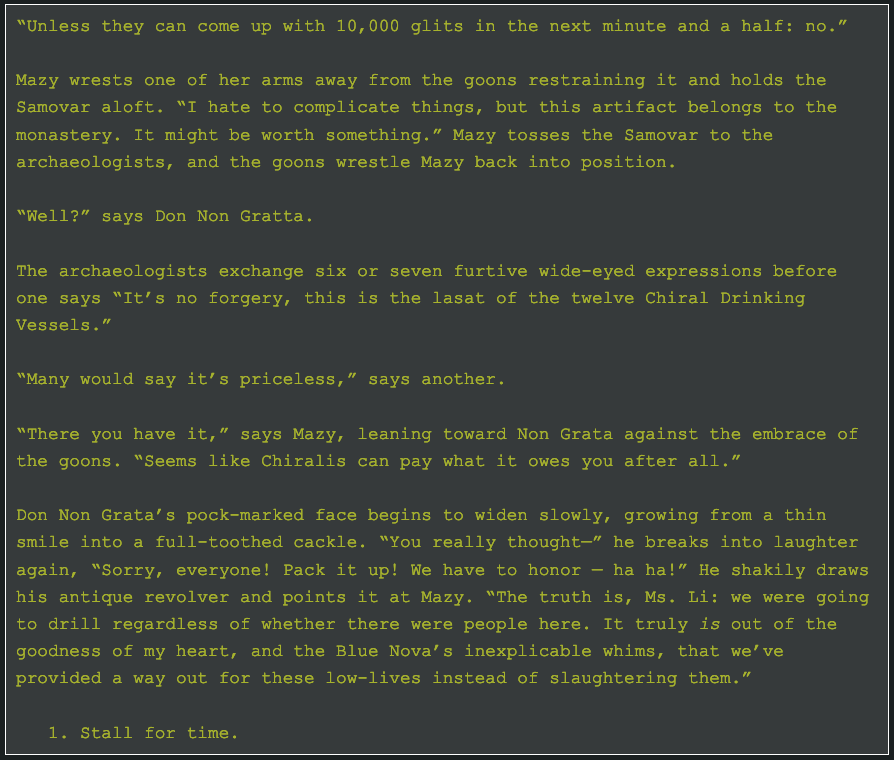 “Unless they can come up with 10,000 glits in the next minute and a half: no.”
Mazy wrests one of her arms away from the goons restraining it and holds the
Samovar aloft. “I hate to complicate things, but this artifact belongs to the
monastery. It might be worth something.” Mazy tosses the Samovar to the
archaeologists, and the goons wrestle Mazy back into position.
“Well?” says Don Non Gratta.
The archaeologists exchange six or seven furtive wide-eyed expressions before
one says “It’s no forgery, this is the lasat of the twelve Chiral Drinking
Vessels.”
“Many would say it’s priceless,” says another.
“There you have it,” says Mazy, leaning toward Non Grata against the embrace of
the goons. “Seems like Chiralis can pay what it owes you after all.”
Don Non Grata’s pock-marked face begins to widen slowly, growing from a thin
smile into a full-toothed cackle. “You really thought—” he breaks into laughter
again, “Sorry, everyone! Pack it up! We have to honor — ha ha!” He shakily draws
his antique revolver and points it at Mazy. “The truth is, Ms. Li: we were going
to drill regardless of whether there were people here. It truly is out of the
goodness of my heart, and the Blue Nova’s inexplicable whims, that we’ve
provided a way out for these low-lives instead of slaughtering them.”
1. Stall for time.